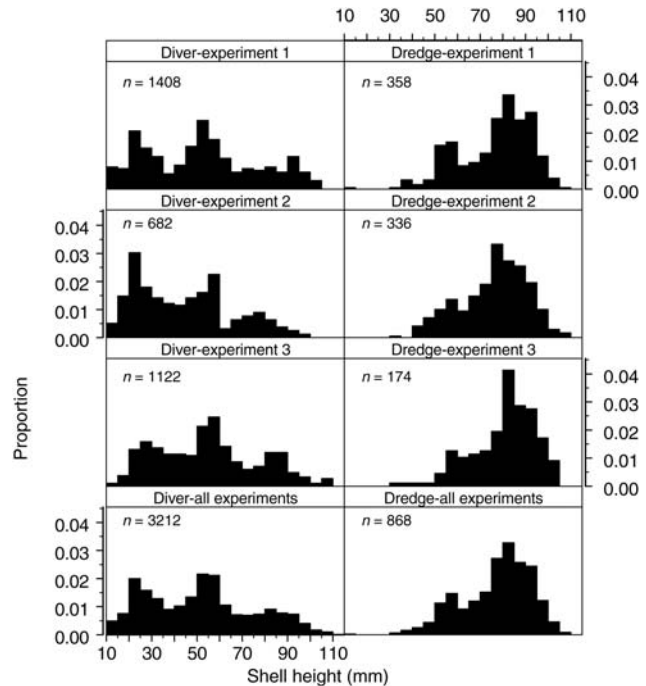 10 30 50 70 90 110
Diver-experiment 1 Dredge-experiment 1
n = 1408 n = 358
0.04
0.03
0.02
0.01
0.00
Diver-experiment 2 Dredge-experiment 2
n = 682 n = 336
0.04
0.03
0.02
0.01
0.00
Diver-experiment 3 Dredge-experiment 3
n = 1122 n = 174
0.04
0.03
0.02
0.01
0.00
Diver-all experiments Dredge-all experiments
n = 3212 n = 868
0.04
0.03
0.02
0.01
0.00
10 30 50 70 90 110
Proportion
Shell height (mm)